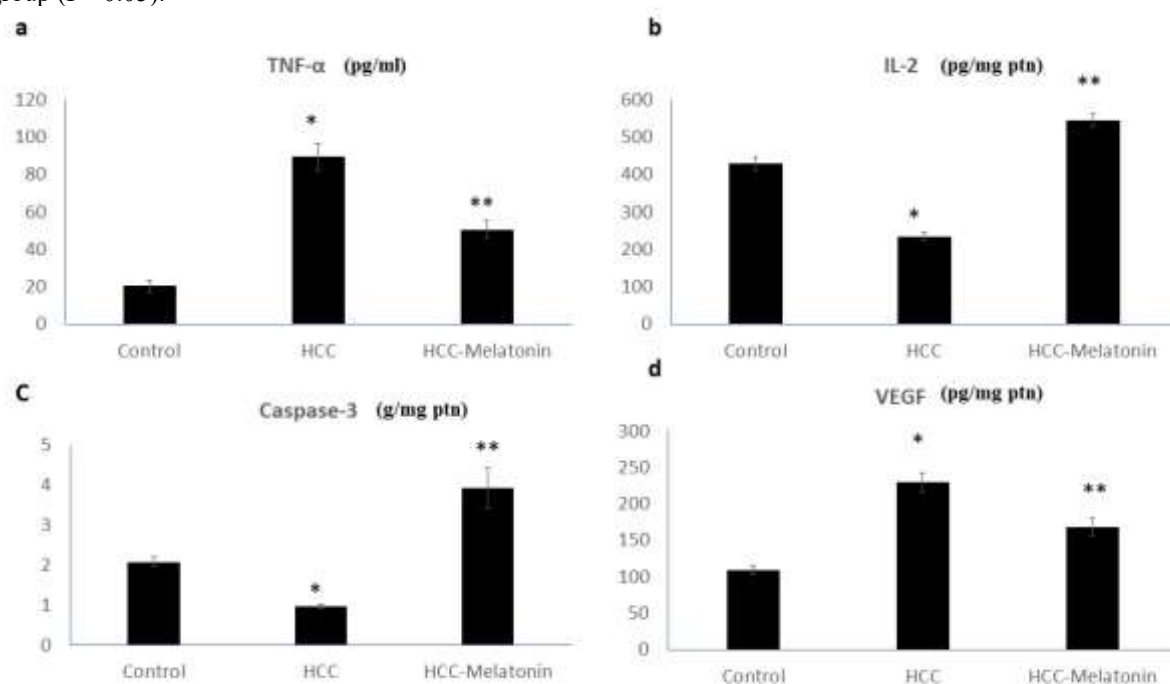 a
TNF-α (pg/ml)
120
100
80
60
40
20
0
*
**
Control HCC HCC-Melatonin
b
IL-2 (pg/mg ptn)
600
500
400
300
200
100
0
*
**
Control HCC HCC-Melatonin
C
Caspase-3 (g/mg ptn)
5
4
3
2
1
0
*
**
Control HCC HCC-Melatonin
d
VEGF (pg/mg ptn)
300
250
200
150
100
50
0
*
**
Control HCC HCC-Melatonin